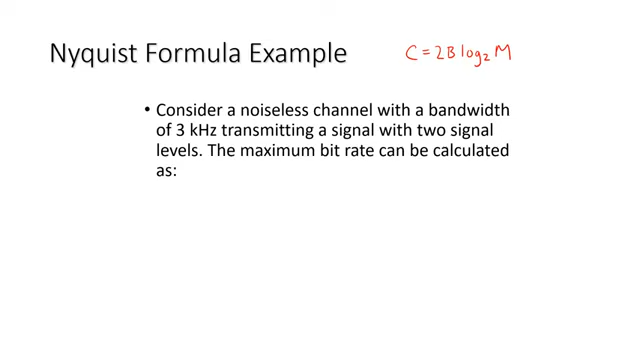 Nyquist Formula Example
C = 2B log₂ M
• Consider a noiseless channel with a bandwidth
of 3 kHz transmitting a signal with two signal
levels. The maximum bit rate can be calculated
as: